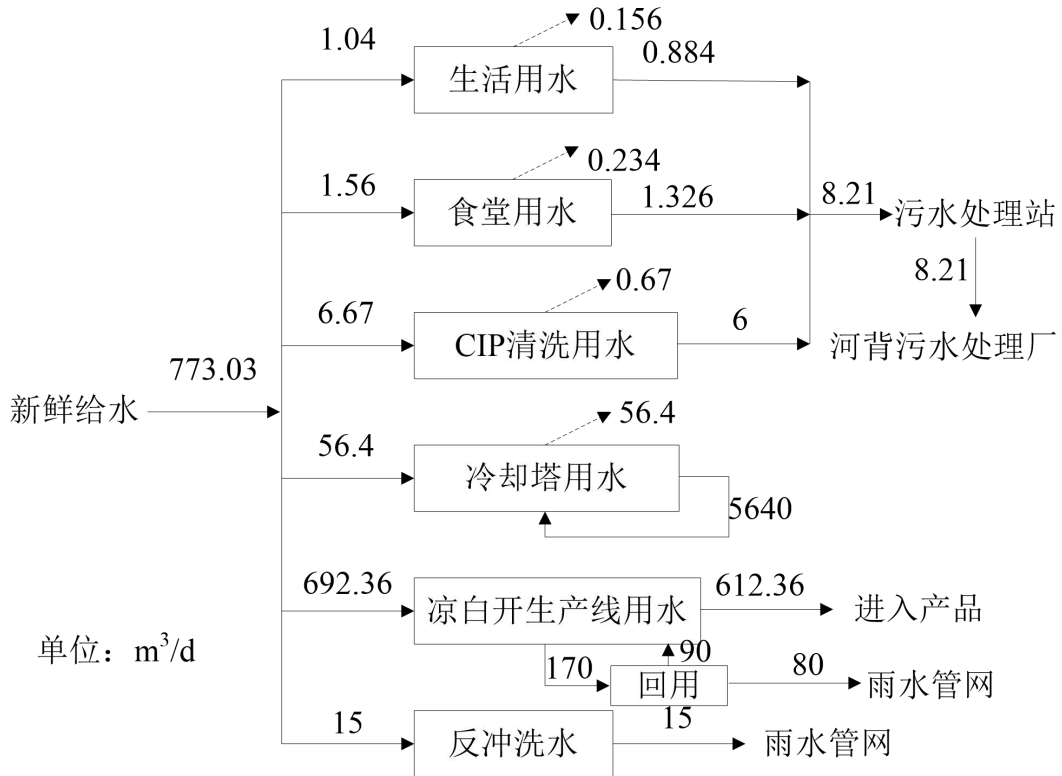 0.156
1.04
生活用水
0.884
0.234
1.56
食堂用水
1.326
8.21
污水处理站
0.67
8.21
6.67
CIP清洗用水
6
河背污水处理厂
773.03
新鲜给水
56.4
56.4
冷却塔用水
5640
692.36
凉白开生产线用水
612.36
进入产品
单位：m³/d
170
90
回用
80
雨水管网
15
反冲洗水
15
雨水管网